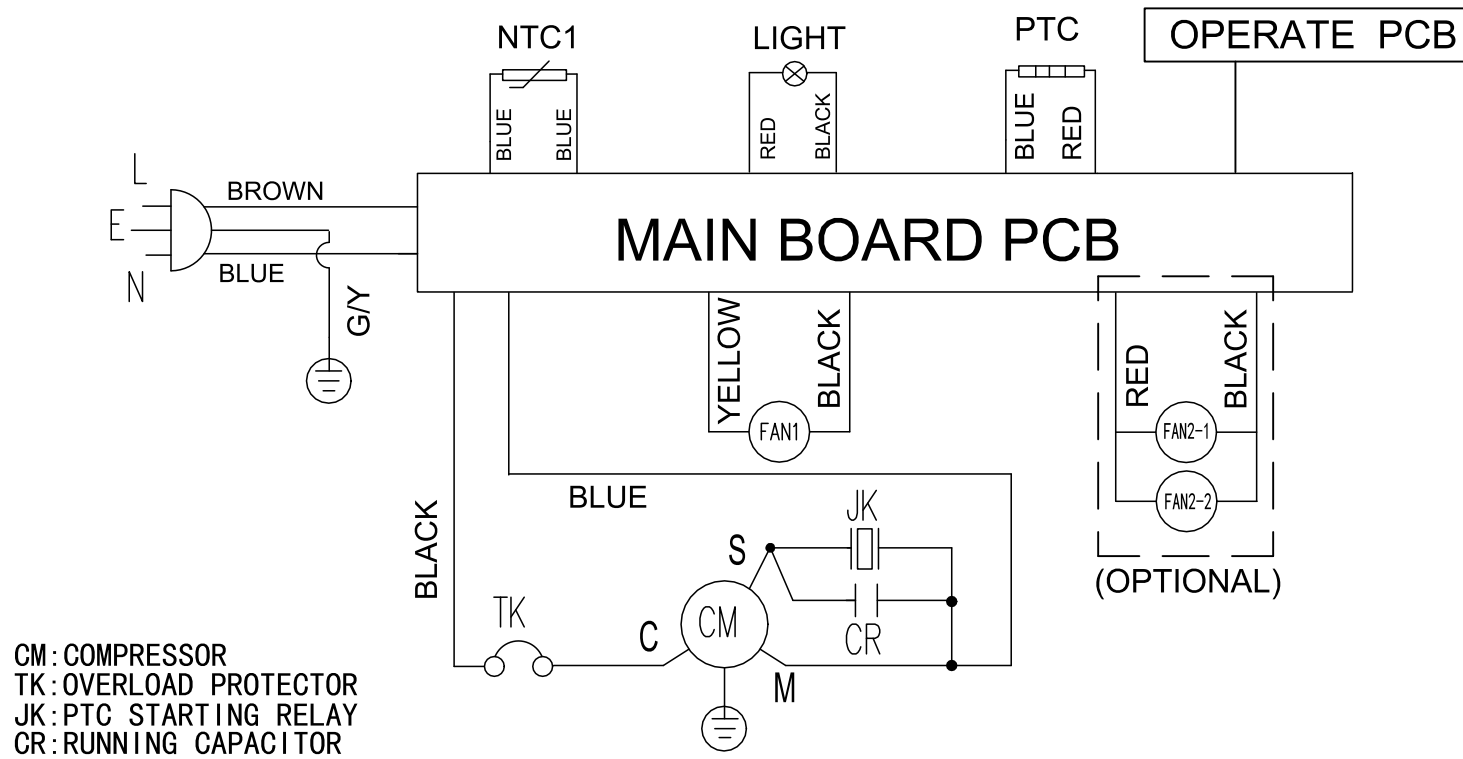 NTC1
LIGHT
PTC
OPERATE PCB
BLUE
BLUE
RED
BLACK
BLUE
RED
L
BROWN
E
MAIN BOARD PCB
BLUE
N
G/Y
YELLOW
BLACK
RED
BLACK
FAN1
FAN2-1
FAN2-2
BLUE
BLACK
JK
S
(OPTIONAL)
TK
CM
C
CR
M
CM:COMPRESSOR
TK:OVERLOAD PROTECTOR
JK:PTC STARTING RELAY
CR:RUNNING CAPACITOR